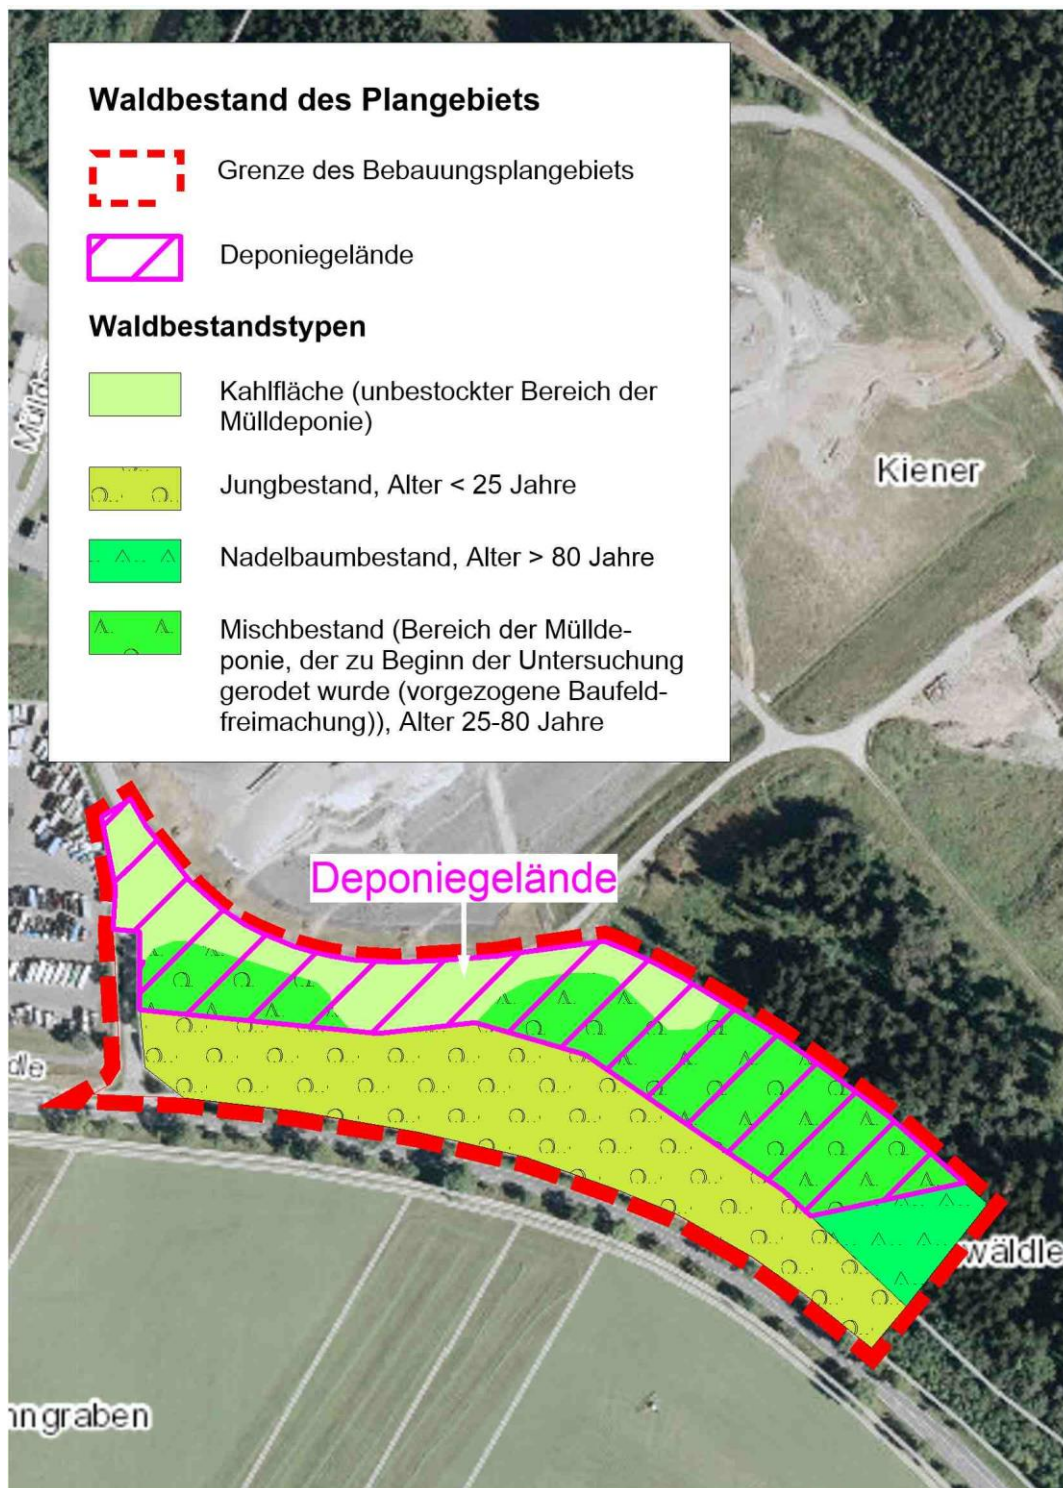 Waldbestand des Plangebiets
Grenze des Bebauungsplangebiets
Deponiegelände
Waldbestandstypen
Kahlfläche (unbestockter Bereich der
Mülldeponie)
Jungbestand, Alter < 25 Jahre
Nadelbaumbestand, Alter > 80 Jahre
Mischbestand (Bereich der Müllde-
ponie, der zu Beginn der Untersuchung
gerodet wurde (vorgezogene Baufeld-
freimachung)), Alter 25-80 Jahre
Kiener
Deponiegelände
dle
wäldle
ngraben